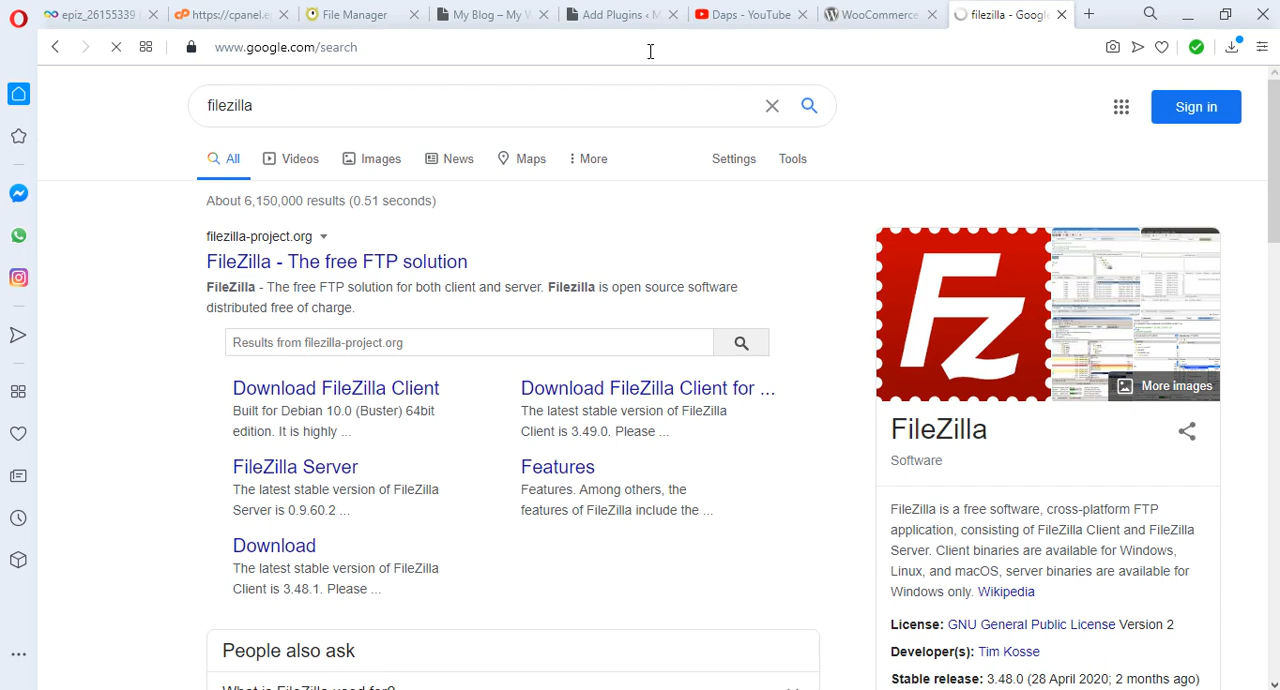 epiz_26155339
https://cpanel.e
File Manager
My Blog – My W
Add Plugins ‹ M
Daps - YouTube
WooCommerce
filezilla - Googl
www.google.com/search
filezilla
Sign in
All
Videos
Images
News
Maps
More
Settings
Tools
About 6,150,000 results (0.51 seconds)
filezilla-project.org
FileZilla - The free FTP solution
FileZilla - The free FTP solution for both client and server. Filezilla is open source software
distributed free of charge.
Results from filezilla-project.org
Download FileZilla Client
Built for Debian 10.0 (Buster) 64bit
edition. It is highly ...
Download FileZilla Client for ...
The latest stable version of FileZilla
Client is 3.49.0. Please ...
FileZilla Server
The latest stable version of FileZilla
Server is 0.9.60.2 ...
Features
Features. Among others, the
features of FileZilla include the ...
Download
The latest stable version of FileZilla
Client is 3.48.1. Please ...
People also ask
What is FileZilla used for?
Fz
More images
FileZilla
Software
FileZilla is a free software, cross-platform FTP
application, consisting of FileZilla Client and FileZilla
Server. Client binaries are available for Windows,
Linux, and macOS, server binaries are available for
Windows only. Wikipedia
License: GNU General Public License Version 2
Developer(s): Tim Kosse
Stable release: 3.48.0 (28 April 2020; 2 months ago)